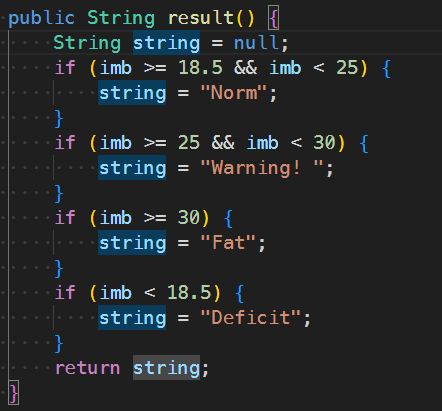 public String result() {
String string = null;
if (imb >= 18.5 && imb < 25) {
string = "Norm";
}
if (imb >= 25 && imb < 30) {
string = "Warning! ";
}
if (imb >= 30) {
string = "Fat";
}
if (imb < 18.5) {
string = "Deficit";
}
return string;
}